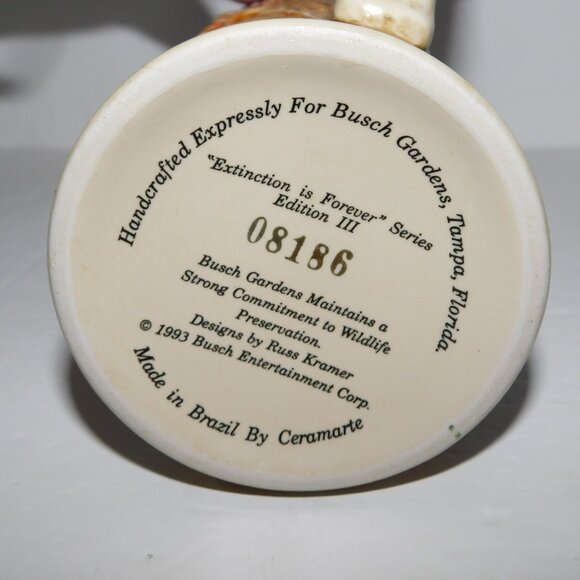 Handcrafted Expressly For Busch Gardens, Tampa, Florida.
"Extinction is Forever" Series
Edition III
08186
Busch Gardens Maintains a
Strong Commitment to Wildlife
Preservation.
Designs by Russ Kramer
© 1993 Busch Entertainment Corp.
Made in Brazil By Ceramarte